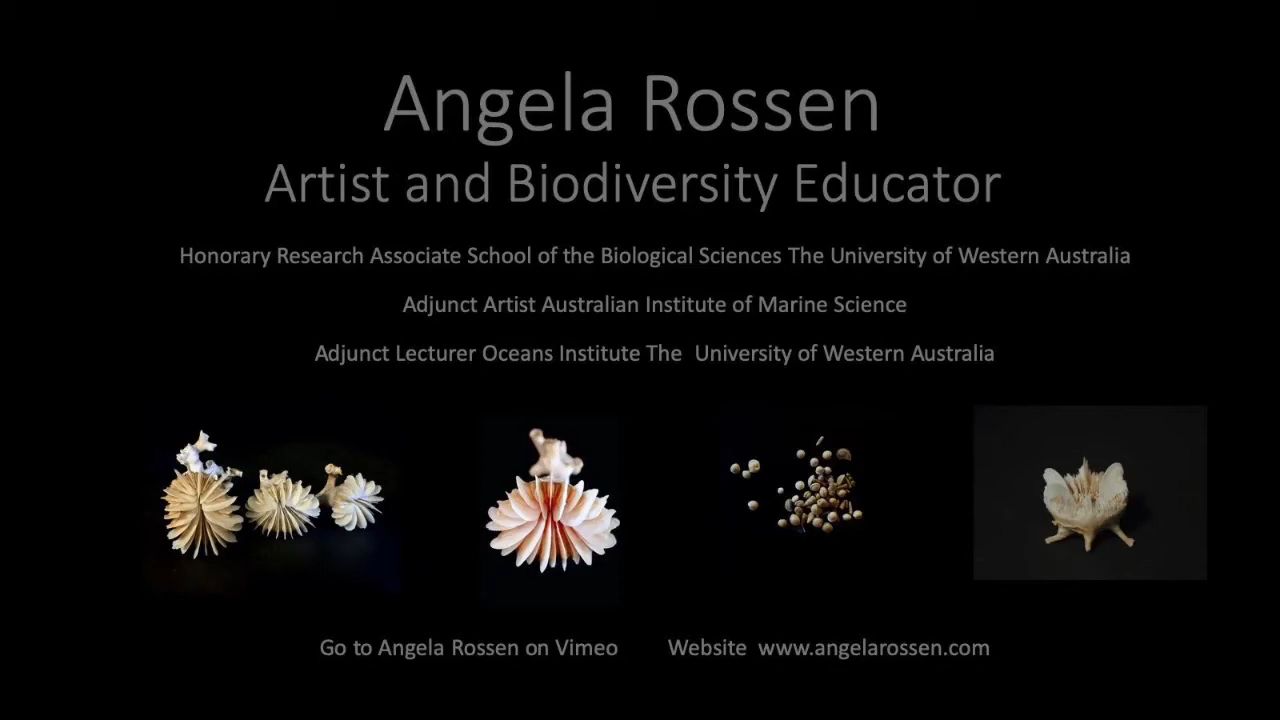 Angela Rossen
Artist and Biodiversity Educator
Honorary Research Associate School of the Biological Sciences The University of Western Australia
Adjunct Artist Australian Institute of Marine Science
Adjunct Lecturer Oceans Institute The  University of Western Australia
Go to Angela Rossen on Vimeo Website www.angelarossen.com